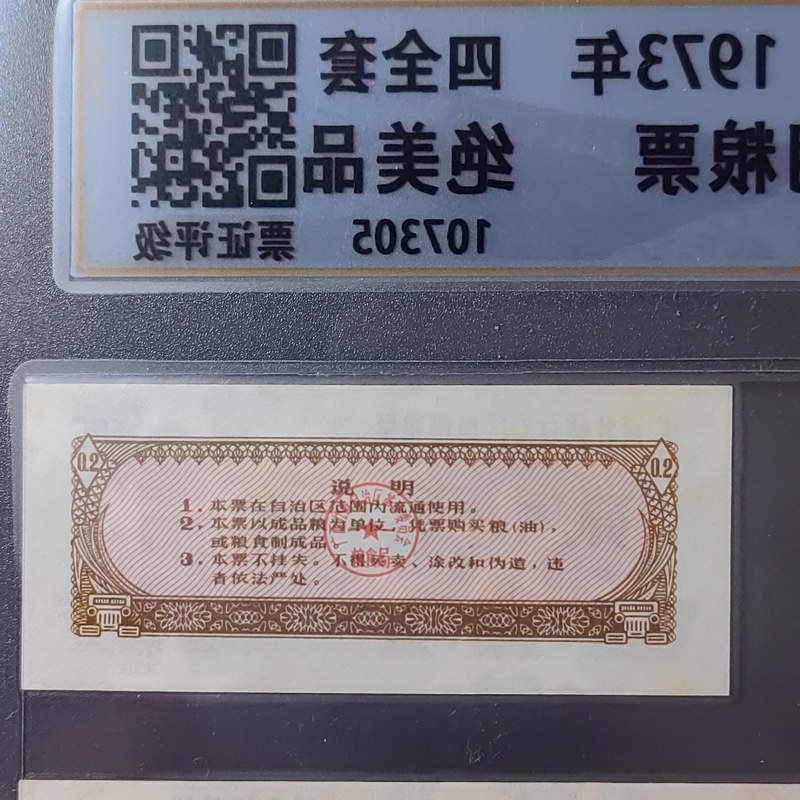 1973年 四全套
用粮票 绝美品
107305 票证评级
0.2 0.2
说 明
1. 本票在自治区范围内流通使用。
2. 本票以成品粮为单位，凭票购买粮(油)，
或粮食制成品
3. 本票不挂失。不得买卖、涂改和伪造，违
者依法严处。
粮食局